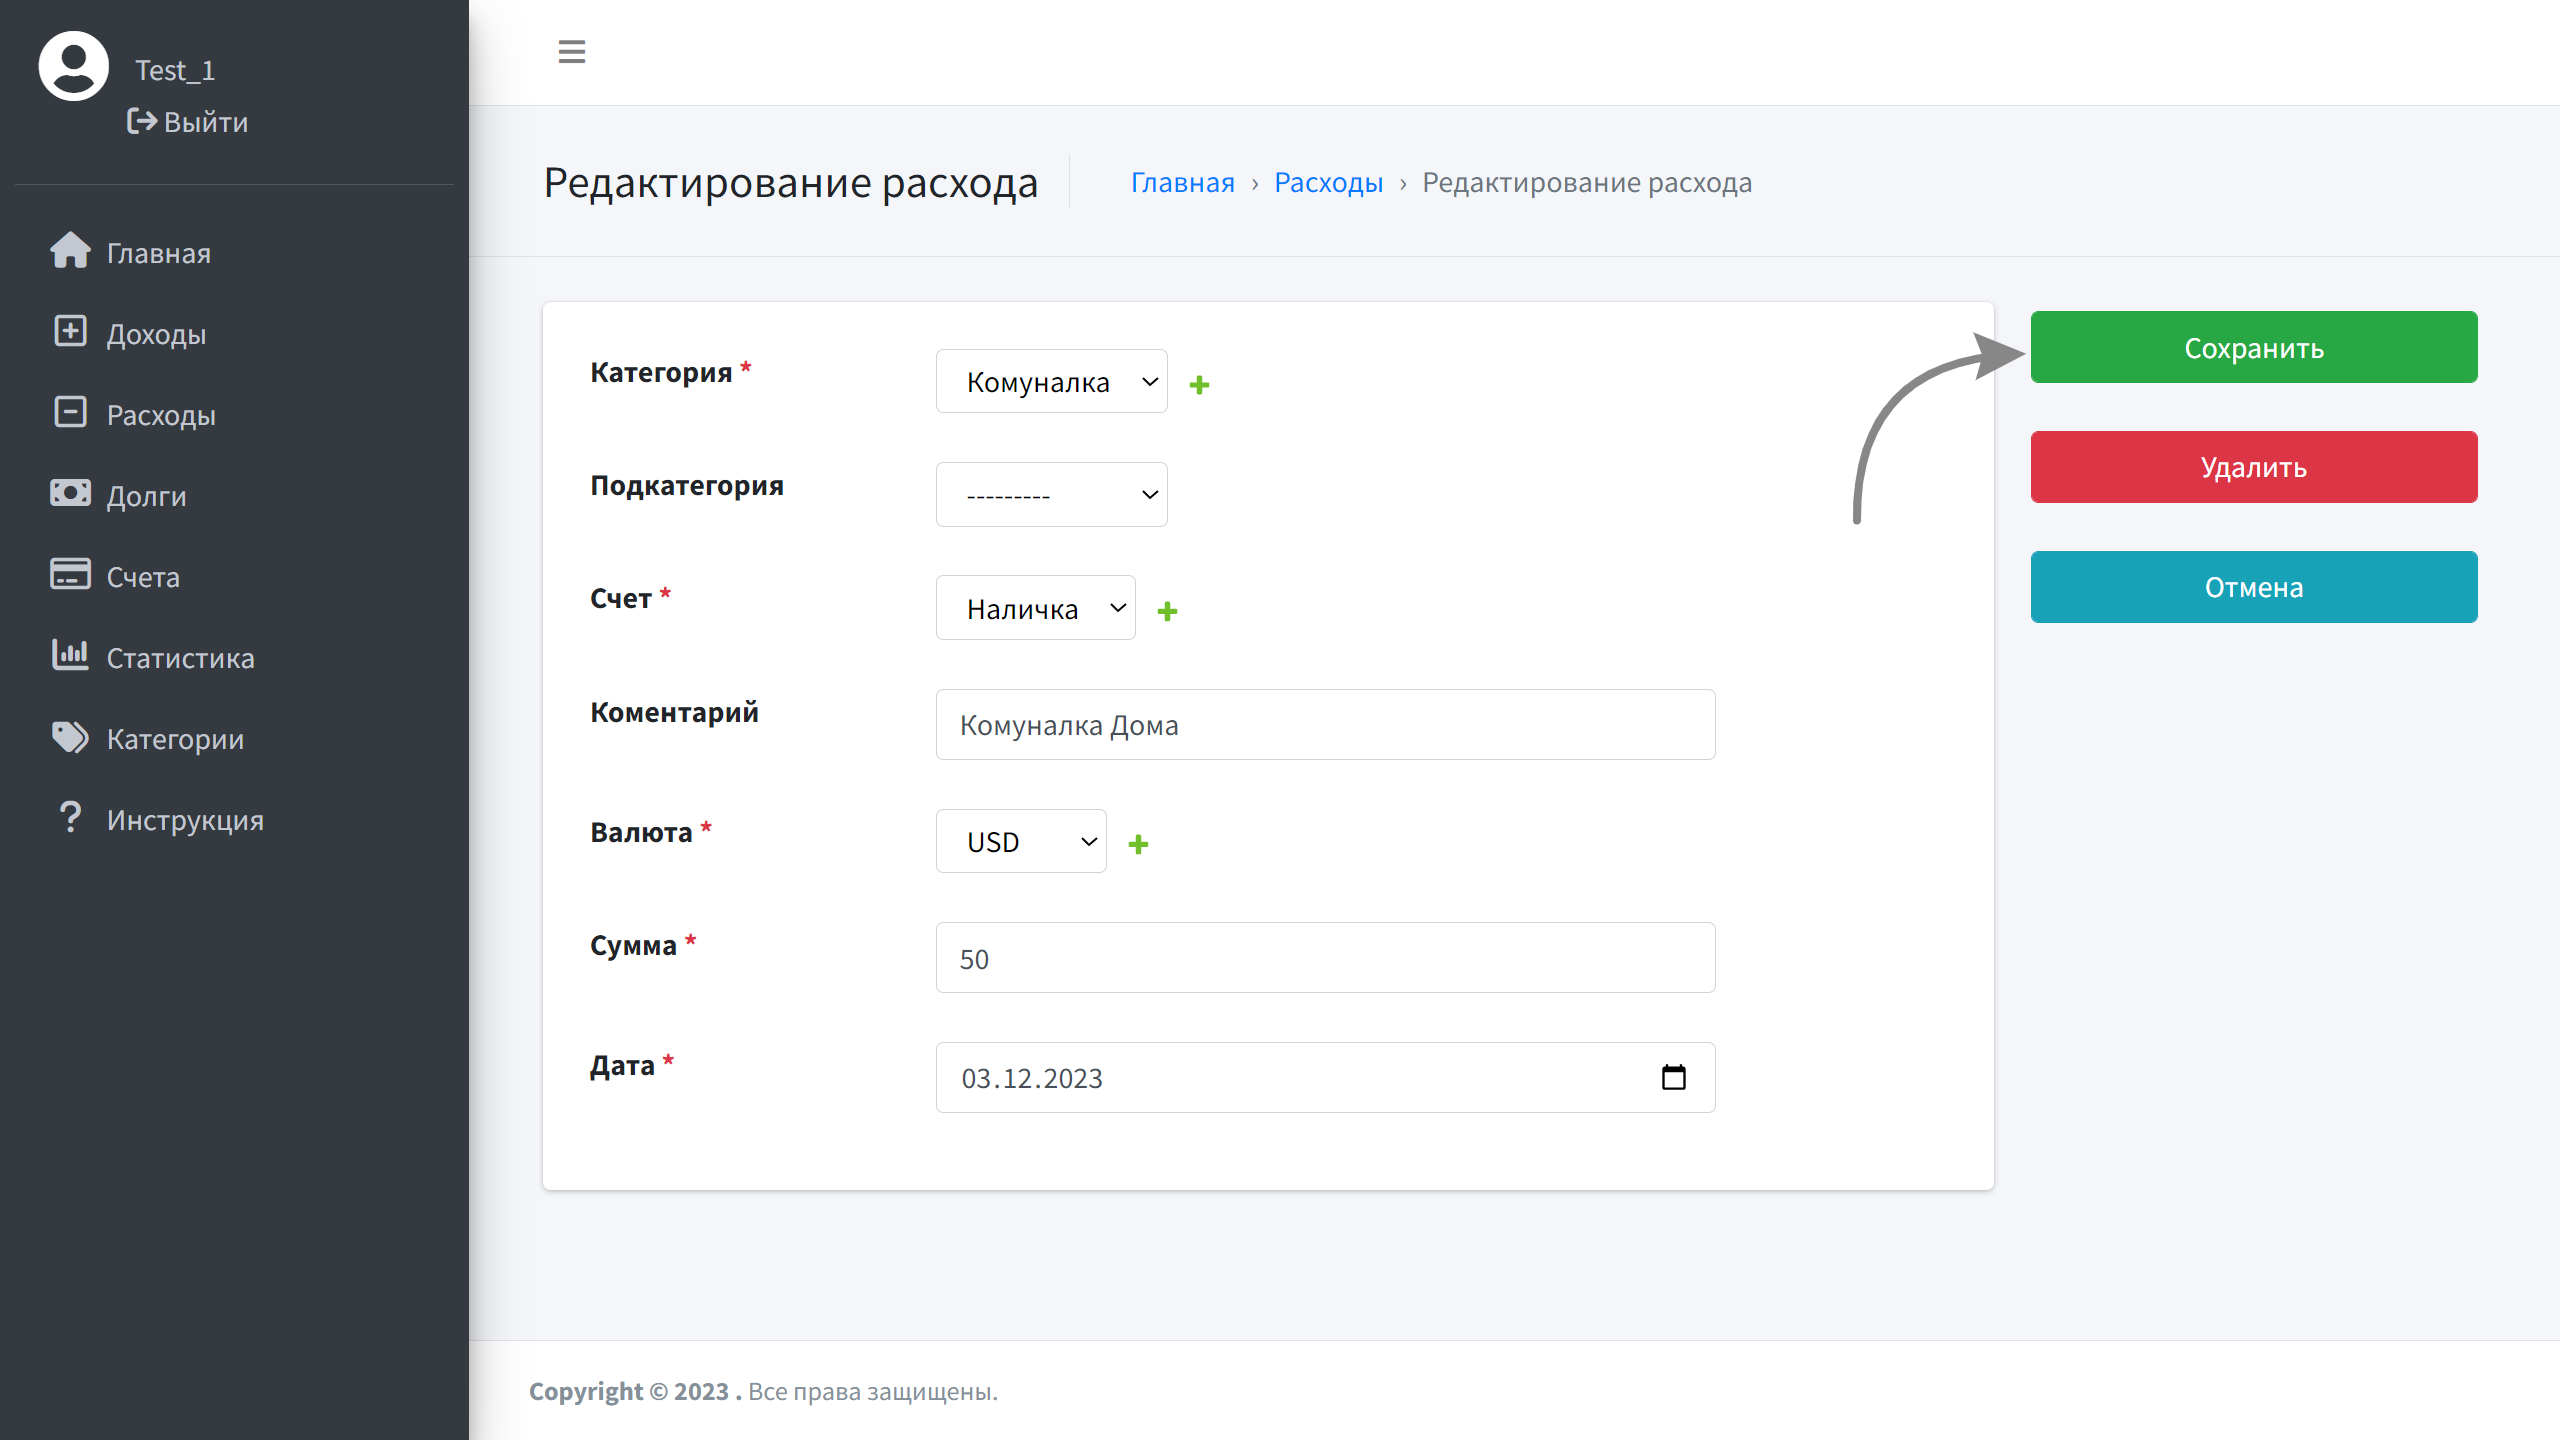 Test_1
Выйти
Главная
Доходы
Расходы
Долги
Счета
Статистика
Категории
Инструкция
Редактирование расхода
Главная › Расходы › Редактирование расхода
Категория * Комуналка
Подкатегория ---------
Счет * Наличка
Коментарий Комуналка Дома
Валюта * USD
Сумма * 50
Дата * 03.12.2023
Сохранить
Удалить
Отмена
Copyright © 2023 . Все права защищены.